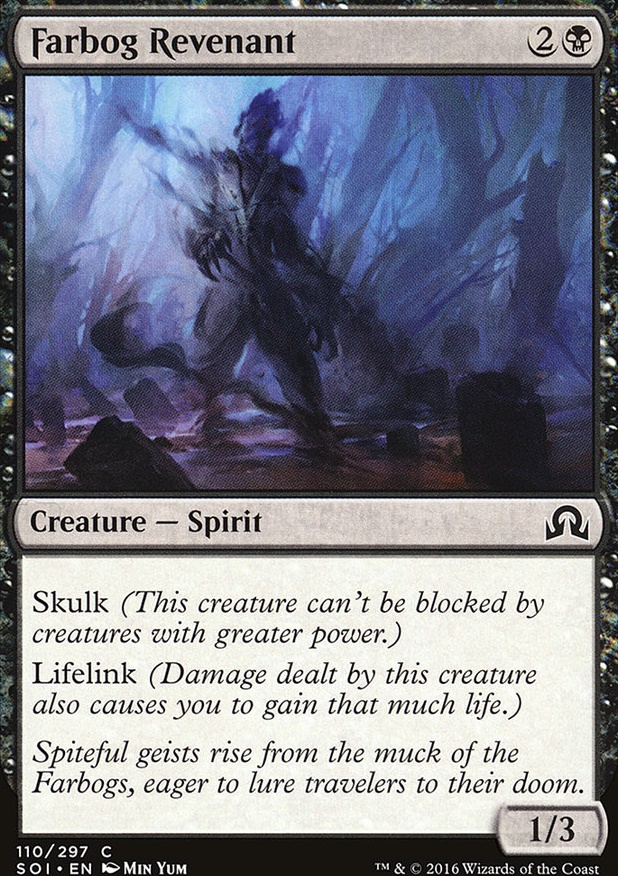 Farbog Revenant
2
Creature — Spirit
Skulk (This creature can't be blocked by
creatures with greater power.)
Lifelink (Damage dealt by this creature
also causes you to gain that much life.)
Spiteful geists rise from the muck of the
Farbogs, eager to lure travelers to their doom.
1/3
110/297 C
SOI • EN Min Yum
™ & © 2016 Wizards of the Coast